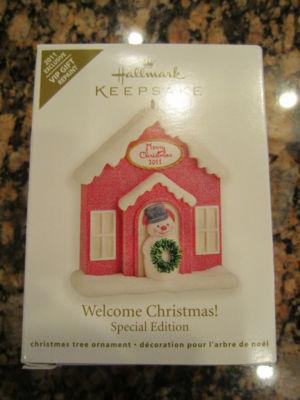 2011
EXCLUSIVE
VIP GIFT
REPAINT
Hallmark
KEEPSAKE
Merry
Christmas
2011
Welcome Christmas!
Special Edition
christmas tree ornament • décoration pour l'arbre de noël